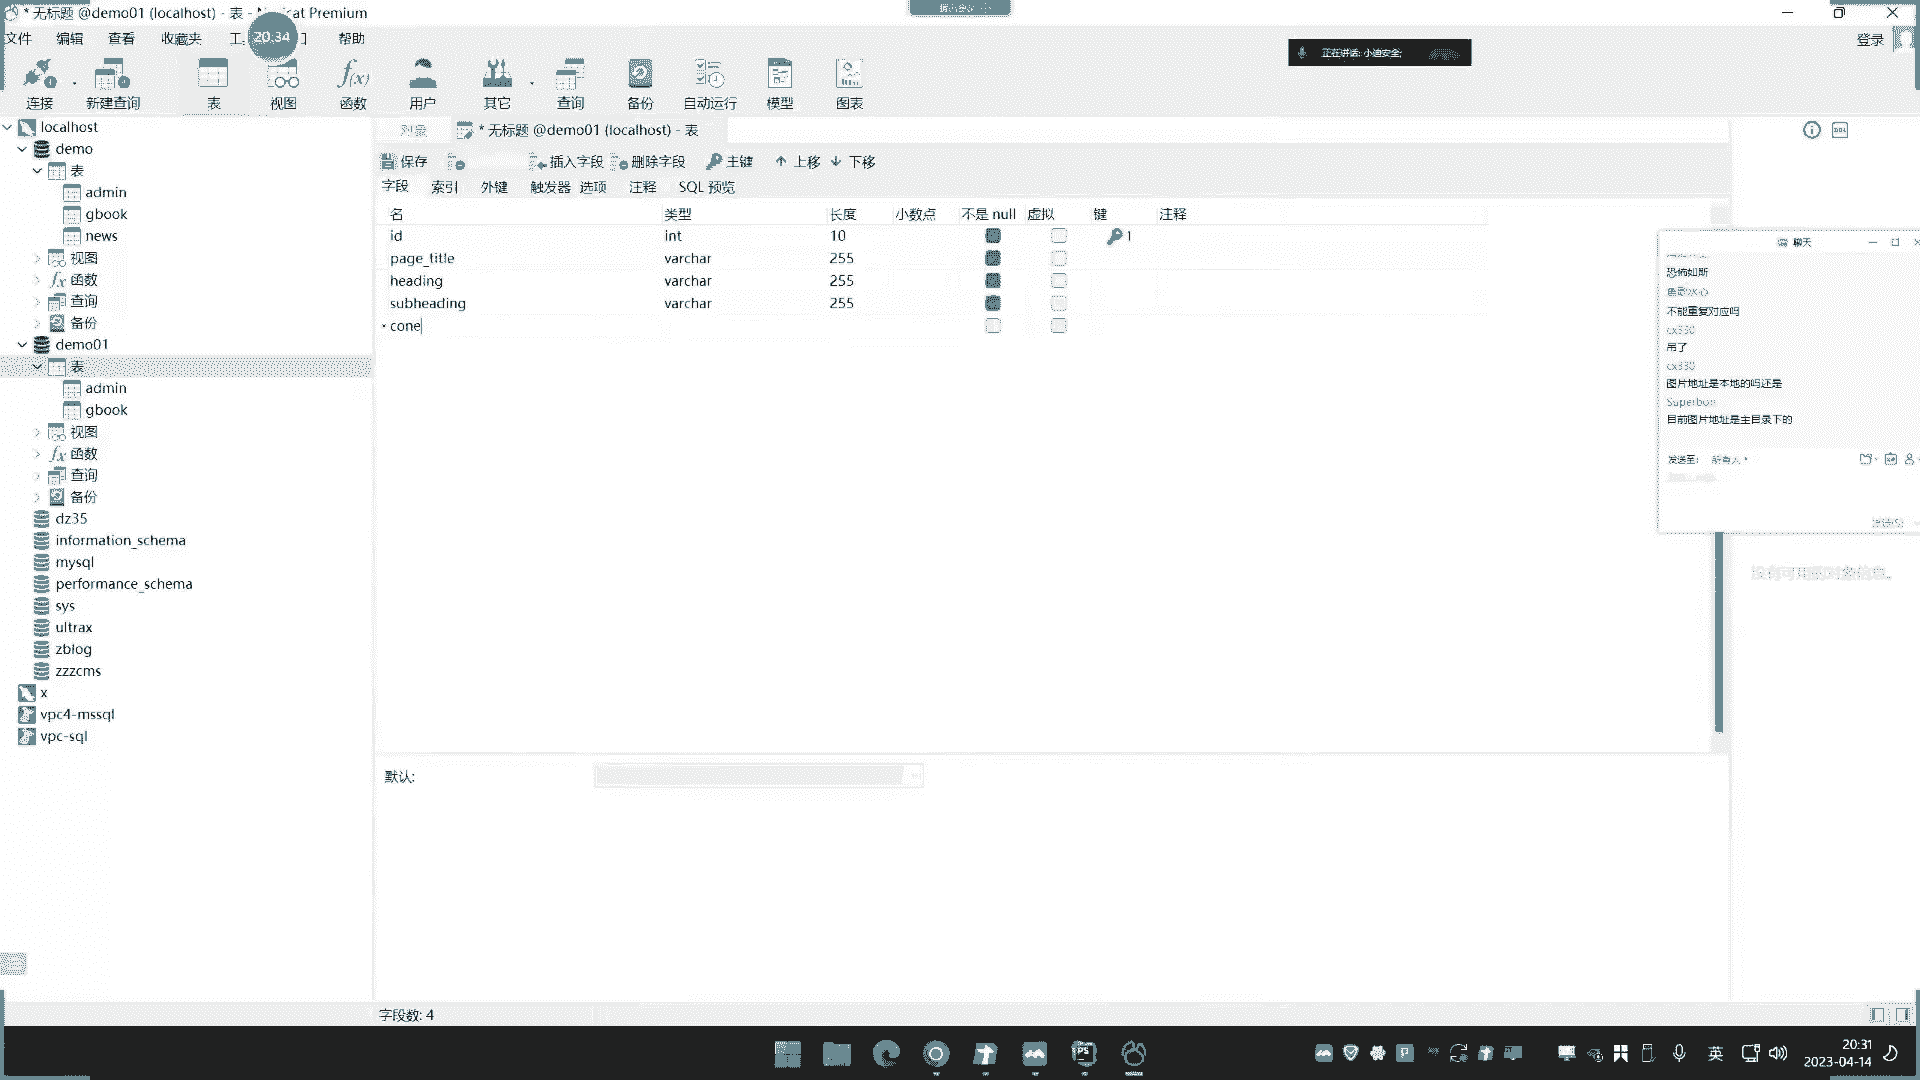 * 无标题 @demo01 (localhost) - 表 - Navicat Premium
文件 编辑 查看 收藏夹 帮助
20:34
正在讲话: 小迪安全;
登录
连接 新建查询 表 视图 函数 用户 其它 查询 备份 自动运行 模型 图表
localhost
demo
表
admin
gbook
news
视图
函数
查询
备份
demo01
表
admin
gbook
视图
函数
查询
备份
dz35
information_schema
mysql
performance_schema
sys
ultrax
zblog
zzzcms
x
vpc4-mssql
vpc-sql
对象 * 无标题 @demo01 (localhost) - 表
保存 插入字段 删除字段 主键 ↑ 上移 ↓ 下移
字段 索引 外键 触发器 选项 注释 SQL 预览
名 类型 长度 小数点 不是 null 虚拟 键 注释
id int 10 1
page_title varchar 255
heading varchar 255
subheading varchar 255
cone
默认:
字段数: 4
聊天
恐怖如斯
不能重复对应吗
cx330
吊了
cx330
图片地址是本地的吗还是
Superbon
目前图片地址是主目录下的
发送至:
英
20:31
2023-04-14